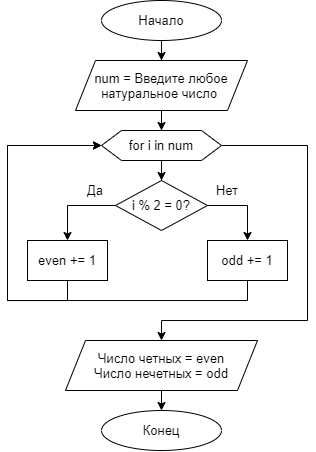 Начало
num = Введите любое
натуральное число
for i in num
Да
Нет
i % 2 = 0?
even += 1
odd += 1
Число четных = even
Число нечетных = odd
Конец